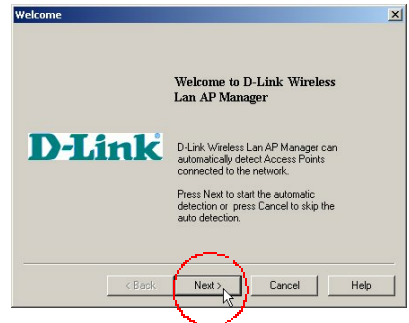 Welcome
Welcome to D-Link Wireless
Lan AP Manager
D-Link
D-Link Wireless Lan AP Manager can
automatically detect Access Points
connected to the network.
Press Next to start the automatic
detection or press Cancel to skip the
auto detection.
< Back Next > Cancel Help